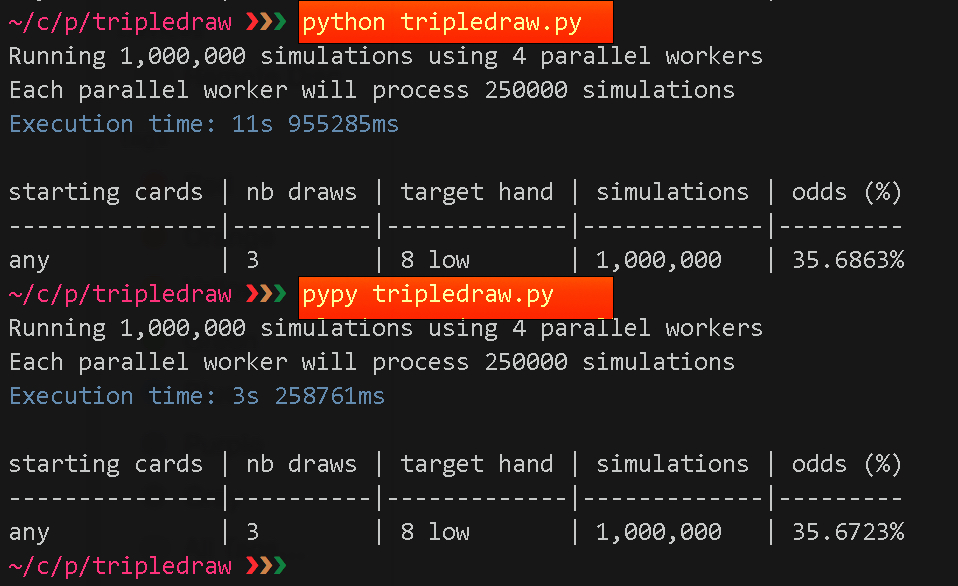 ~/c/p/tripledraw ❯❯❯ python tripledraw.py
Running 1,000,000 simulations using 4 parallel workers
Each parallel worker will process 250000 simulations
Execution time: 11s 955285ms
starting cards | nb draws | target hand | simulations | odds (%)
---------------|----------|-------------|-------------|---------
any            | 3        | 8 low       | 1,000,000   | 35.6863%
~/c/p/tripledraw ❯❯❯ pypy tripledraw.py
Running 1,000,000 simulations using 4 parallel workers
Each parallel worker will process 250000 simulations
Execution time: 3s 258761ms
starting cards | nb draws | target hand | simulations | odds (%)
---------------|----------|-------------|-------------|---------
any            | 3        | 8 low       | 1,000,000   | 35.6723%
~/c/p/tripledraw ❯❯❯